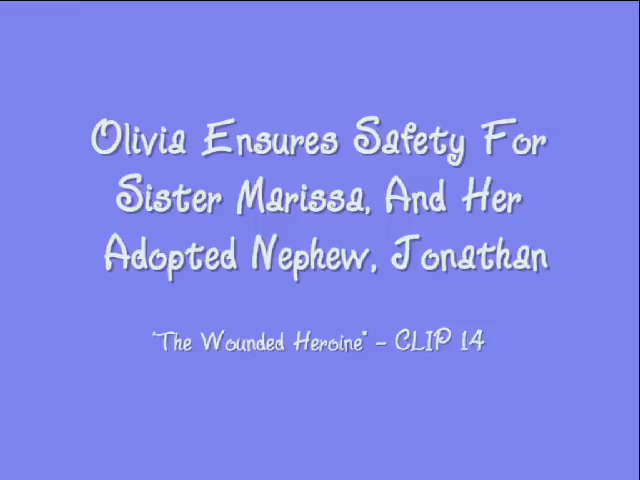 Olivia Ensures Safety For
Sister Marissa, And Her
Adopted Nephew, Jonathan
"The Wounded Heroine" - CLIP 14